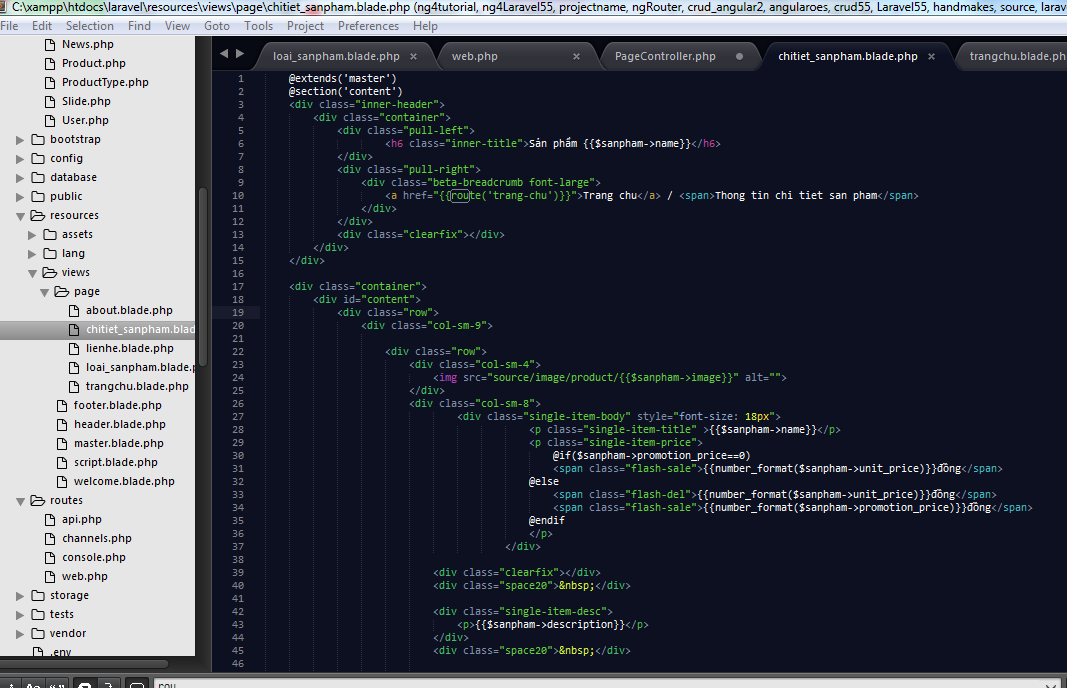 C:\xampp\htdocs\laravel\resources\views\page\chitiet_sanpham.blade.php (ng4tutorial, ng4Laravel55, projectname, ngRouter, crud_angular2, angularoes, crud55, Laravel55, handmakes, source, larav
File Edit Selection Find View Goto Tools Project Preferences Help
News.php
Product.php
ProductType.php
Slide.php
User.php
bootstrap
config
database
public
resources
assets
lang
views
page
about.blade.php
chitiet_sanpham.blad
lienhe.blade.php
loai_sanpham.blade.p
trangchu.blade.php
footer.blade.php
header.blade.php
master.blade.php
script.blade.php
welcome.blade.php
routes
api.php
channels.php
console.php
web.php
storage
tests
vendor
.env
loai_sanpham.blade.php × web.php × PageController.php chitiet_sanpham.blade.php × trangchu.blade.ph
1 @extends('master')
2 @section('content')
3 <div class="inner-header">
4 <div class="container">
5 <div class="pull-left">
6 <h6 class="inner-title">Sản phẩm {{$sanpham->name}}</h6>
7 </div>
8 <div class="pull-right">
9 <div class="beta-breadcrumb font-large">
10 <a href="{{route('trang-chu')}}">Trang chu</a> / <span>Thong tin chi tiet san pham</span>
11 </div>
12 </div>
13 <div class="clearfix"></div>
14 </div>
15 </div>
16
17 <div class="container">
18 <div id="content">
19 <div class="row">
20 <div class="col-sm-9">
21
22 <div class="row">
23 <div class="col-sm-4">
24 <img src="source/image/product/{{$sanpham->image}}" alt="">
25 </div>
26 <div class="col-sm-8">
27 <div class="single-item-body" style="font-size: 18px">
28 <p class="single-item-title" >{{$sanpham->name}}</p>
29 <p class="single-item-price">
30 @if($sanpham->promotion_price==0)
31 <span class="flash-sale">{{number_format($sanpham->unit_price)}}đồng</span>
32 @else
33 <span class="flash-del">{{number_format($sanpham->unit_price)}}đồng</span>
34 <span class="flash-sale">{{number_format($sanpham->promotion_price)}}đồng</span>
35 @endif
36 </p>
37 </div>
38
39 <div class="clearfix"></div>
40 <div class="space20">&nbsp;</div>
41
42 <div class="single-item-desc">
43 <p>{{$sanpham->description}}</p>
44 </div>
45 <div class="space20">&nbsp;</div>
46